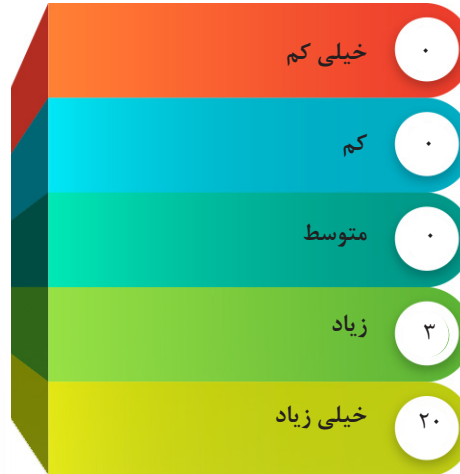 خیلی کم ۰
کم ۰
متوسط ۰
زیاد ۳
خیلی زیاد ۲۰